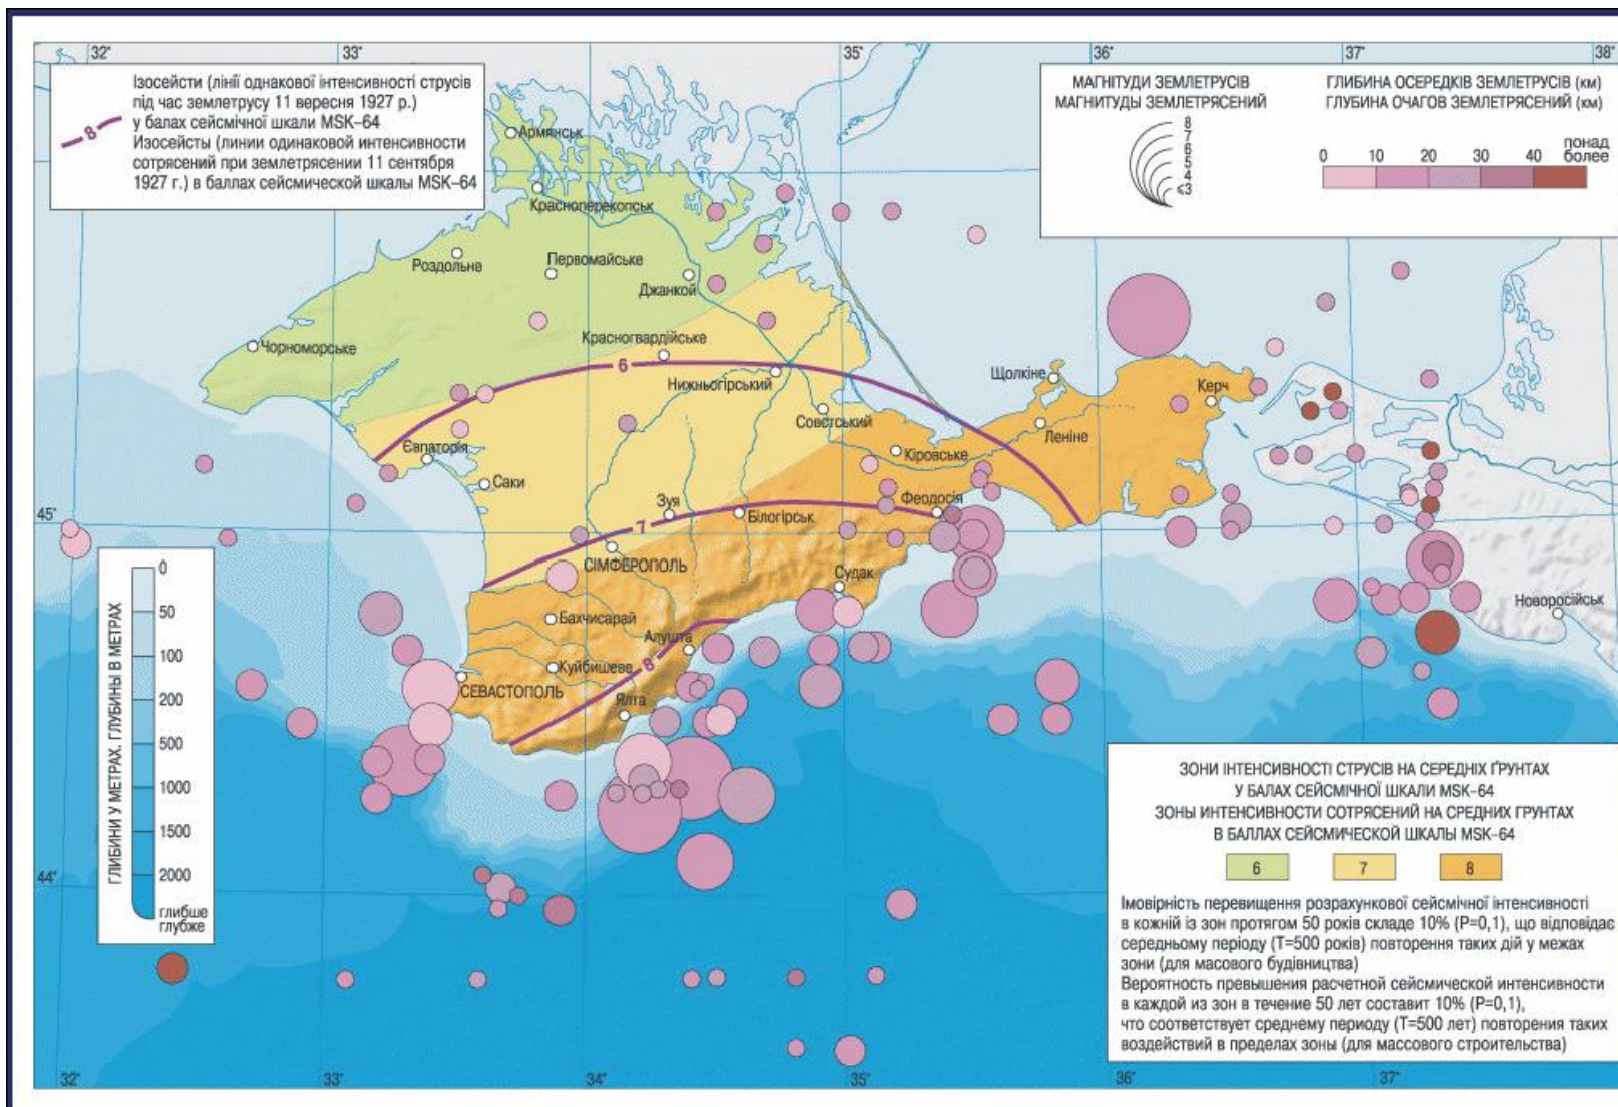 32°
33°
34°
35°
36°
37°
38°
Ізосейсти (лінії однакової інтенсивності струсів
під час землетрусу 11 вересня 1927 р.)
у балах сейсмічної шкали MSK–64
Изосейсты (линии одинаковой интенсивности
сотрясений при землетрясении 11 сентября
1927 г.) в баллах сейсмической шкалы MSK–64
8
МАГНІТУДИ ЗЕМЛЕТРУСІВ
МАГНИТУДЫ ЗЕМЛЕТРЯСЕНИЙ
8
7
6
5
4
⩽3
ГЛИБИНА ОСЕРЕДКІВ ЗЕМЛЕТРУСІВ (км)
ГЛУБИНА ОЧАГОВ ЗЕМЛЕТРЯСЕНИЙ (км)
понад
более
0 10 20 30 40
Армянськ
Красноперекопськ
Роздольне
Первомайське
Джанкой
Чорноморське
Красногвардійське
6
Нижньогірський
Щолкіне
Керч
Совєтський
Леніне
Євпаторія
Кіровське
Саки
Зуя
Феодосія
7
Білогірськ
45°
СІМФЕРОПОЛЬ
Судак
Новоросійськ
Бахчисарай
Алушта
Куйбишеве
8
СЕВАСТОПОЛЬ
Ялта
44°
ГЛИБИНИ У МЕТРАХ. ГЛУБИНЫ В МЕТРАХ
0
50
100
200
500
1000
1500
2000
глибше
глубже
ЗОНИ ІНТЕНСИВНОСТІ СТРУСІВ НА СЕРЕДНІХ ҐРУНТАХ
У БАЛАХ СЕЙСМІЧНОЇ ШКАЛИ MSK–64
ЗОНЫ ИНТЕНСИВНОСТИ СОТРЯСЕНИЙ НА СРЕДНИХ ГРУНТАХ
В БАЛЛАХ СЕЙСМИЧЕСКОЙ ШКАЛЫ MSK–64
6 7 8
Імовірність перевищення розрахункової сейсмічної інтенсивності
в кожній із зон протягом 50 років складе 10% (P=0,1), що відповідає
середньому періоду (T=500 років) повторення таких дій у межах
зони (для масового будівництва)
Вероятность превышения расчетной сейсмической интенсивности
в каждой из зон в течение 50 лет составит 10% (P=0,1),
что соответствует среднему периоду (T=500 лет) повторения таких
воздействий в пределах зоны (для массового строительства)
32°
33°
34°
35°
36°
37°